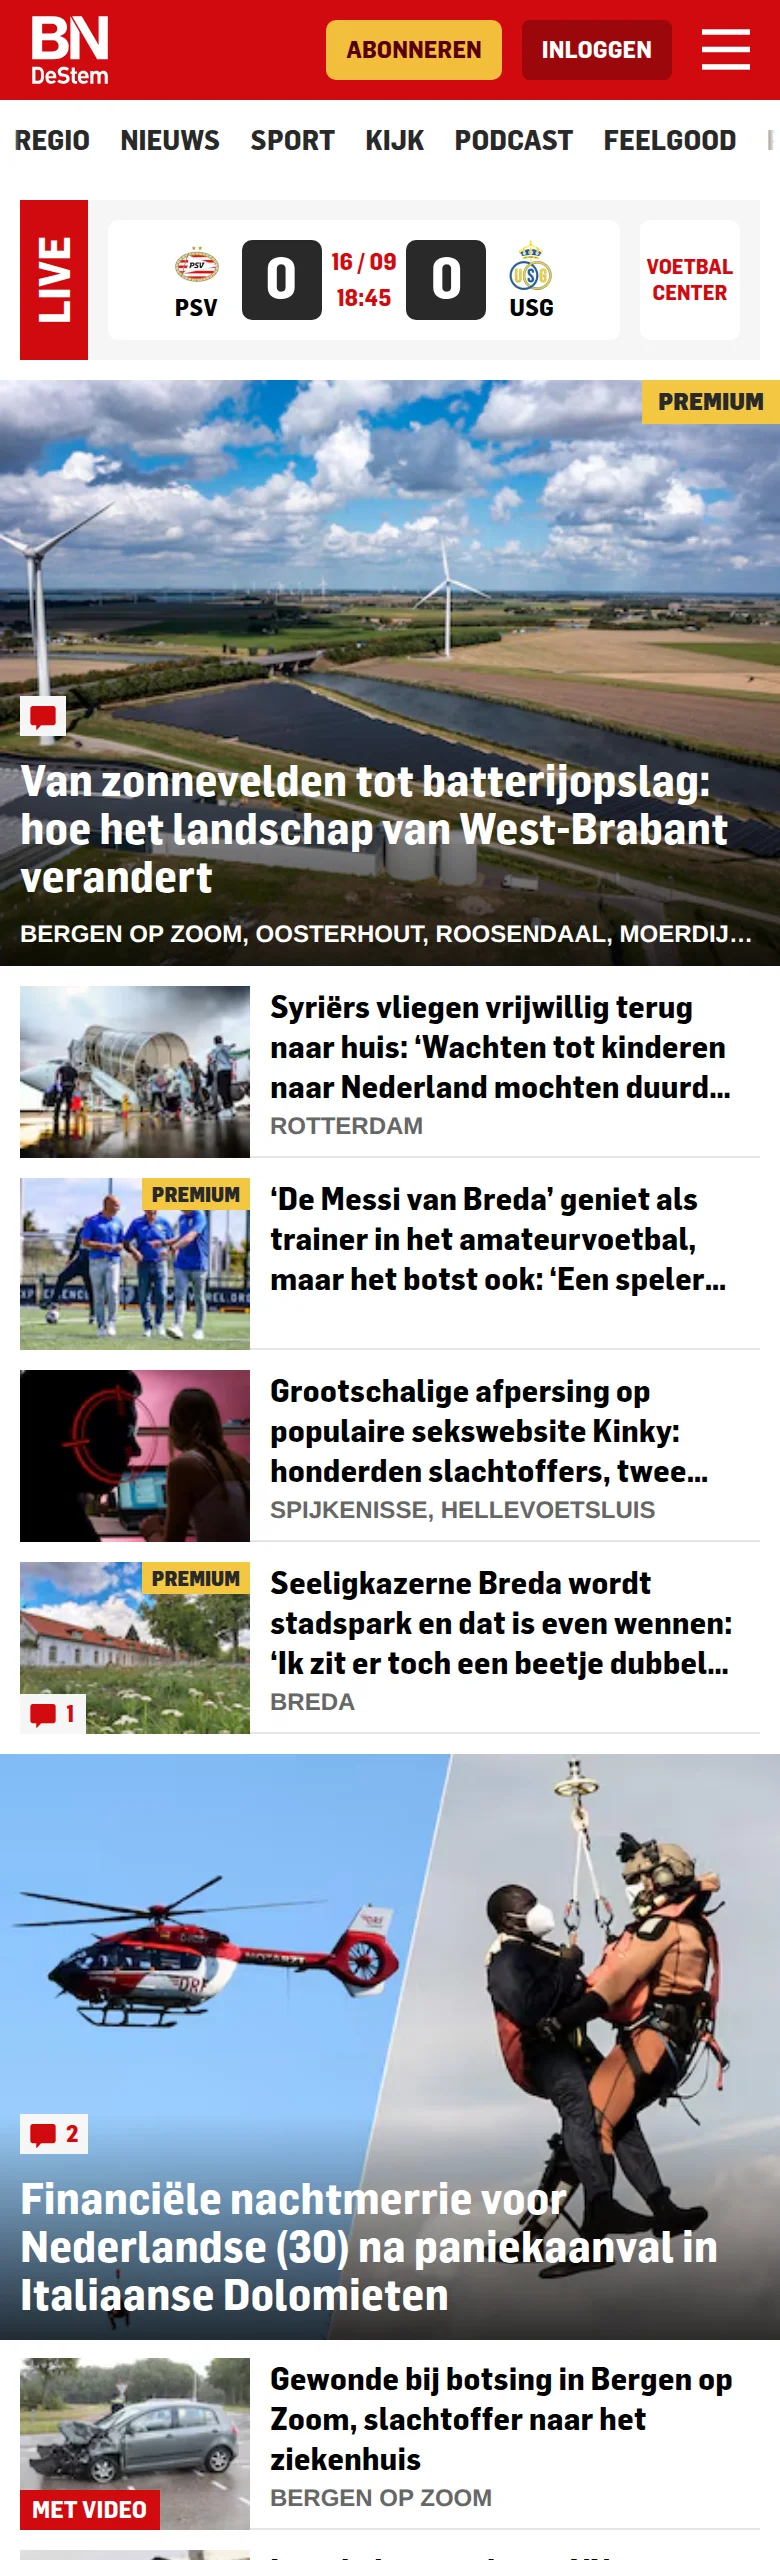 BN
DeStem
ABONNEREN
INLOGGEN
REGIO NIEUWS SPORT KIJK PODCAST FEELGOOD
LIVE
PSV
PSV
0
16 / 09
18:45
0
USG
USG
VOETBAL
CENTER
PREMIUM
Van zonnevelden tot batterijopslag:
hoe het landschap van West-Brabant
verandert
BERGEN OP ZOOM, OOSTERHOUT, ROOSENDAAL, MOERDIJ…
Syriërs vliegen vrijwillig terug
naar huis: ‘Wachten tot kinderen
naar Nederland mochten duurd…
ROTTERDAM
PREMIUM
‘De Messi van Breda’ geniet als
trainer in het amateurvoetbal,
maar het botst ook: ‘Een speler…
Grootschalige afpersing op
populaire sekswebsite Kinky:
honderden slachtoffers, twee…
SPIJKENISSE, HELLEVOETSLUIS
PREMIUM
1
Seeligkazerne Breda wordt
stadspark en dat is even wennen:
‘Ik zit er toch een beetje dubbel…
BREDA
DRF
NOTARZT
DRF
2
Financiële nachtmerrie voor
Nederlandse (30) na paniekaanval in
Italiaanse Dolomieten
MET VIDEO
Gewonde bij botsing in Bergen op
Zoom, slachtoffer naar het
ziekenhuis
BERGEN OP ZOOM